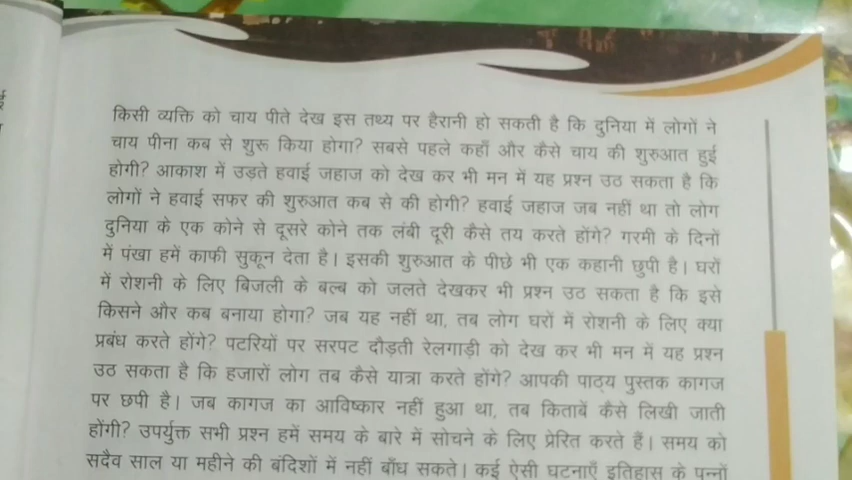 किसी व्यक्ति को चाय पीते देख इस तथ्य पर हैरानी हो सकती है कि दुनिया में लोगों ने
चाय पीना कब से शुरू किया होगा? सबसे पहले कहाँ और कैसे चाय की शुरुआत हुई
होगी? आकाश में उड़ते हवाई जहाज को देख कर भी मन में यह प्रश्न उठ सकता है कि
लोगों ने हवाई सफर की शुरुआत कब से की होगी? हवाई जहाज जब नहीं था तो लोग
दुनिया के एक कोने से दूसरे कोने तक लंबी दूरी कैसे तय करते होंगे? गरमी के दिनों
में पंखा हमें काफी सुकून देता है। इसकी शुरुआत के पीछे भी एक कहानी छुपी है। घरों
में रोशनी के लिए बिजली के बल्ब को जलते देखकर भी प्रश्न उठ सकता है कि इसे
किसने और कब बनाया होगा? जब यह नहीं था, तब लोग घरों में रोशनी के लिए क्या
प्रबंध करते होंगे? पटरियों पर सरपट दौड़ती रेलगाड़ी को देख कर भी मन में यह प्रश्न
उठ सकता है कि हजारों लोग तब कैसे यात्रा करते होंगे? आपकी पाठ्य पुस्तक कागज
पर छपी है। जब कागज का आविष्कार नहीं हुआ था, तब किताबें कैसे लिखी जाती
होंगी? उपर्युक्त सभी प्रश्न हमें समय के बारे में सोचने के लिए प्रेरित करते हैं। समय को
सदैव साल या महीने की बंदिशों में नहीं बाँध सकते। कई ऐसी घटनाएँ इतिहास के पन्नों